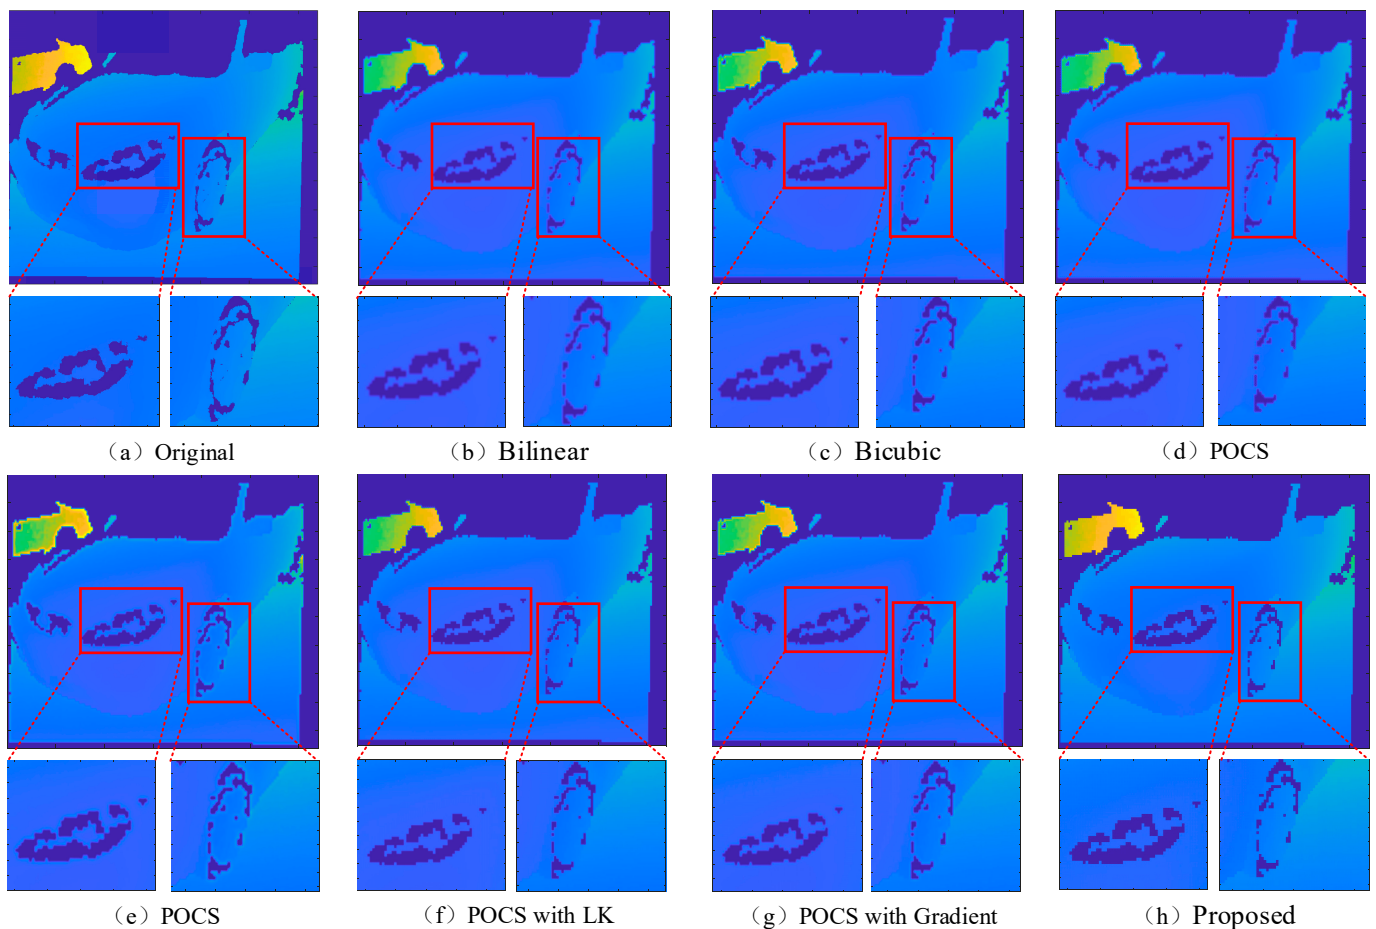 （a）Original
（b）Bilinear
（c）Bicubic
（d）POCS
（e）POCS
（f）POCS with LK
（g）POCS with Gradient
（h）Proposed